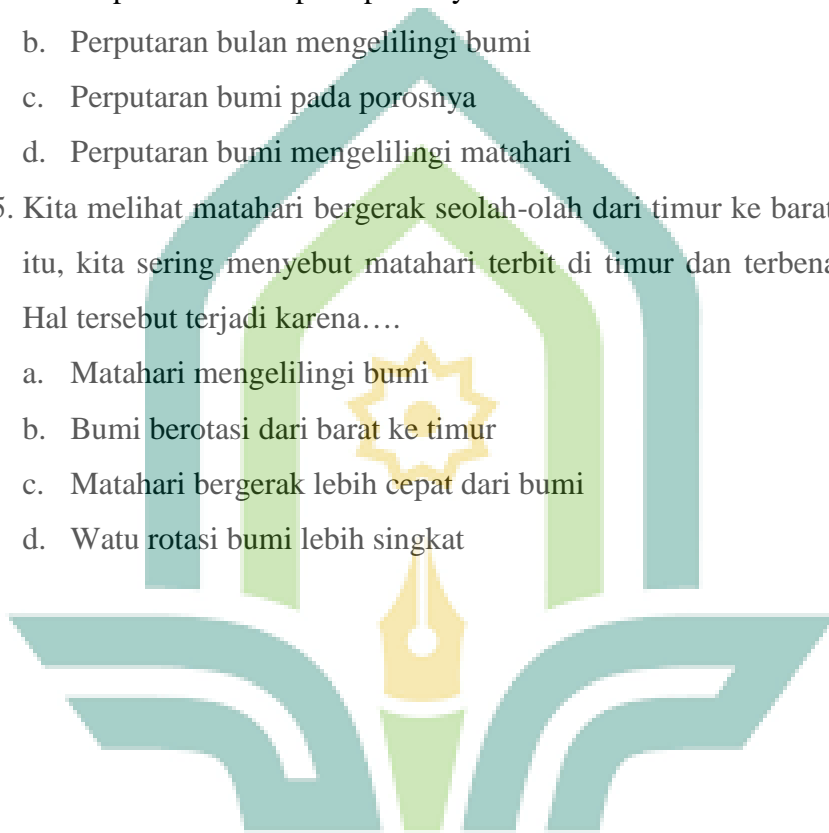 b. Perputaran bulan mengelilingi bumi
c. Perputaran bumi pada porosnya
d. Perputaran bumi mengelilingi matahari
5. Kita melihat matahari bergerak seolah-olah dari timur ke barat
itu, kita sering menyebut matahari terbit di timur dan terbena
Hal tersebut terjadi karena….
a. Matahari mengelilingi bumi
b. Bumi berotasi dari barat ke timur
c. Matahari bergerak lebih cepat dari bumi
d. Watu rotasi bumi lebih singkat